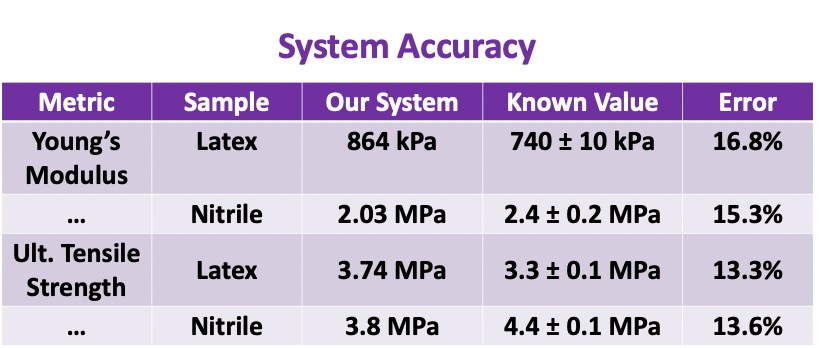 System Accuracy
Metric Sample Our System Known Value Error
Young's Latex 864 kPa 740 ± 10 kPa 16.8%
Modulus
... Nitrile 2.03 MPa 2.4 ± 0.2 MPa 15.3%
Ult. Tensile
Strength Latex 3.74 MPa 3.3 ± 0.1 MPa 13.3%
... Nitrile 3.8 MPa 4.4 ± 0.1 MPa 13.6%